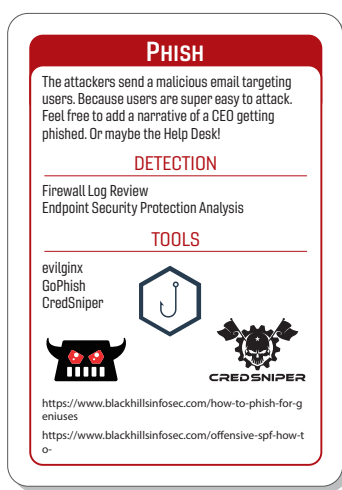 PHISH
The attackers send a malicious email targeting
users. Because users are super easy to attack.
Feel free to add a narrative of a CEO getting
phished. Or maybe the Help Desk!
DETECTION
Firewall Log Review
Endpoint Security Protection Analysis
TOOLS
evilginx
GoPhish
CredSniper
CREDSNIPER
https://www.blackhillsinfosec.com/how-to-phish-for-g
eniuses
https://www.blackhillsinfosec.com/offensive-spf-how-t
o-